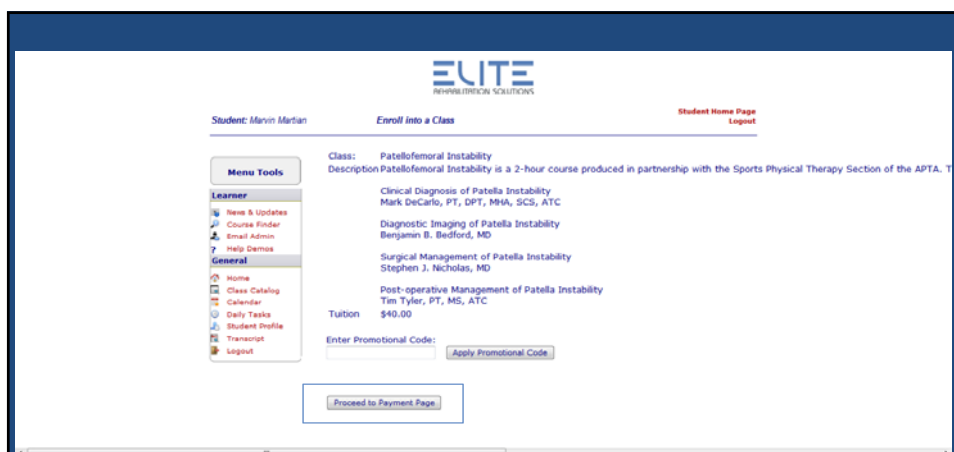 ELITE
REHABILITATION SOLUTIONS
Student: Marvin Martian
Enroll into a Class
Student Home Page
Logout
Menu Tools
Learner
News & Updates
Course Finder
Email Admin
? Help Demos
General
Home
Class Catalog
Calendar
Daily Tasks
Student Profile
Transcript
Logout
Class: Patellofemoral Instability
Description Patellofemoral Instability is a 2-hour course produced in partnership with the Sports Physical Therapy Section of the APTA. T
Clinical Diagnosis of Patella Instability
Mark DeCarlo, PT, DPT, MHA, SCS, ATC
Diagnostic Imaging of Patella Instability
Benjamin B. Bedford, MD
Surgical Management of Patella Instability
Stephen J. Nicholas, MD
Post-operative Management of Patella Instability
Tim Tyler, PT, MS, ATC
Tuition $40.00
Enter Promotional Code:
Apply Promotional Code
Proceed to Payment Page